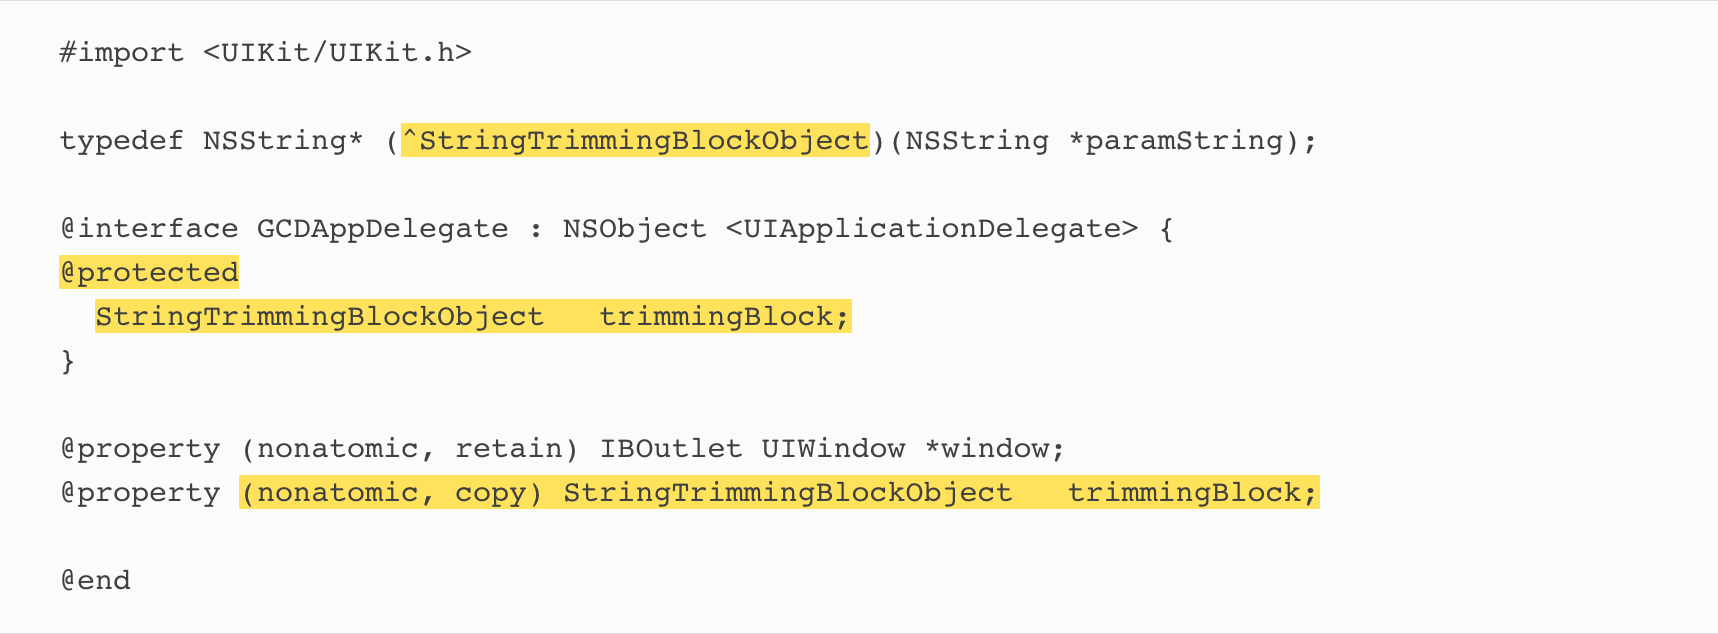 #import <UIKit/UIKit.h>
typedef NSString* (^StringTrimmingBlockObject)(NSString *paramString);
@interface GCDAppDelegate : NSObject <UIApplicationDelegate> {
@protected
  StringTrimmingBlockObject   trimmingBlock;
}
@property (nonatomic, retain) IBOutlet UIWindow *window;
@property (nonatomic, copy) StringTrimmingBlockObject   trimmingBlock;
@end